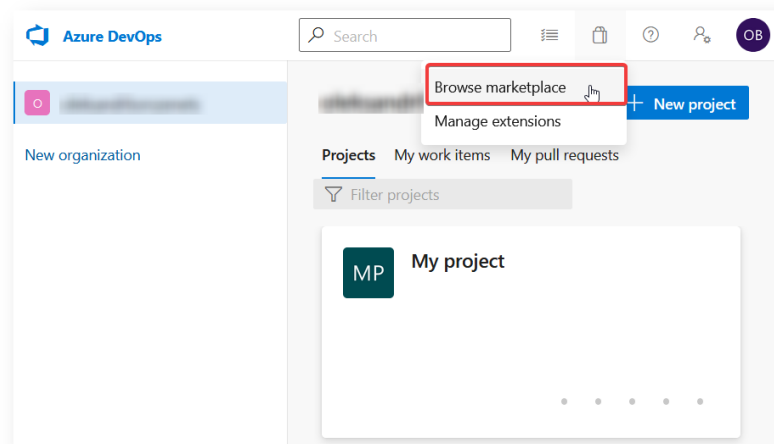 Azure DevOps
Search
OB
O
New organization
Browse marketplace
Manage extensions
+ New project
Projects My work items My pull requests
Filter projects
MP
My project